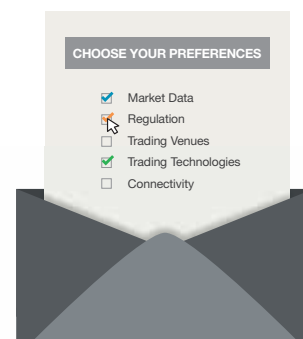 CHOOSE YOUR PREFERENCES
Market Data
Regulation
Trading Venues
Trading Technologies
Connectivity